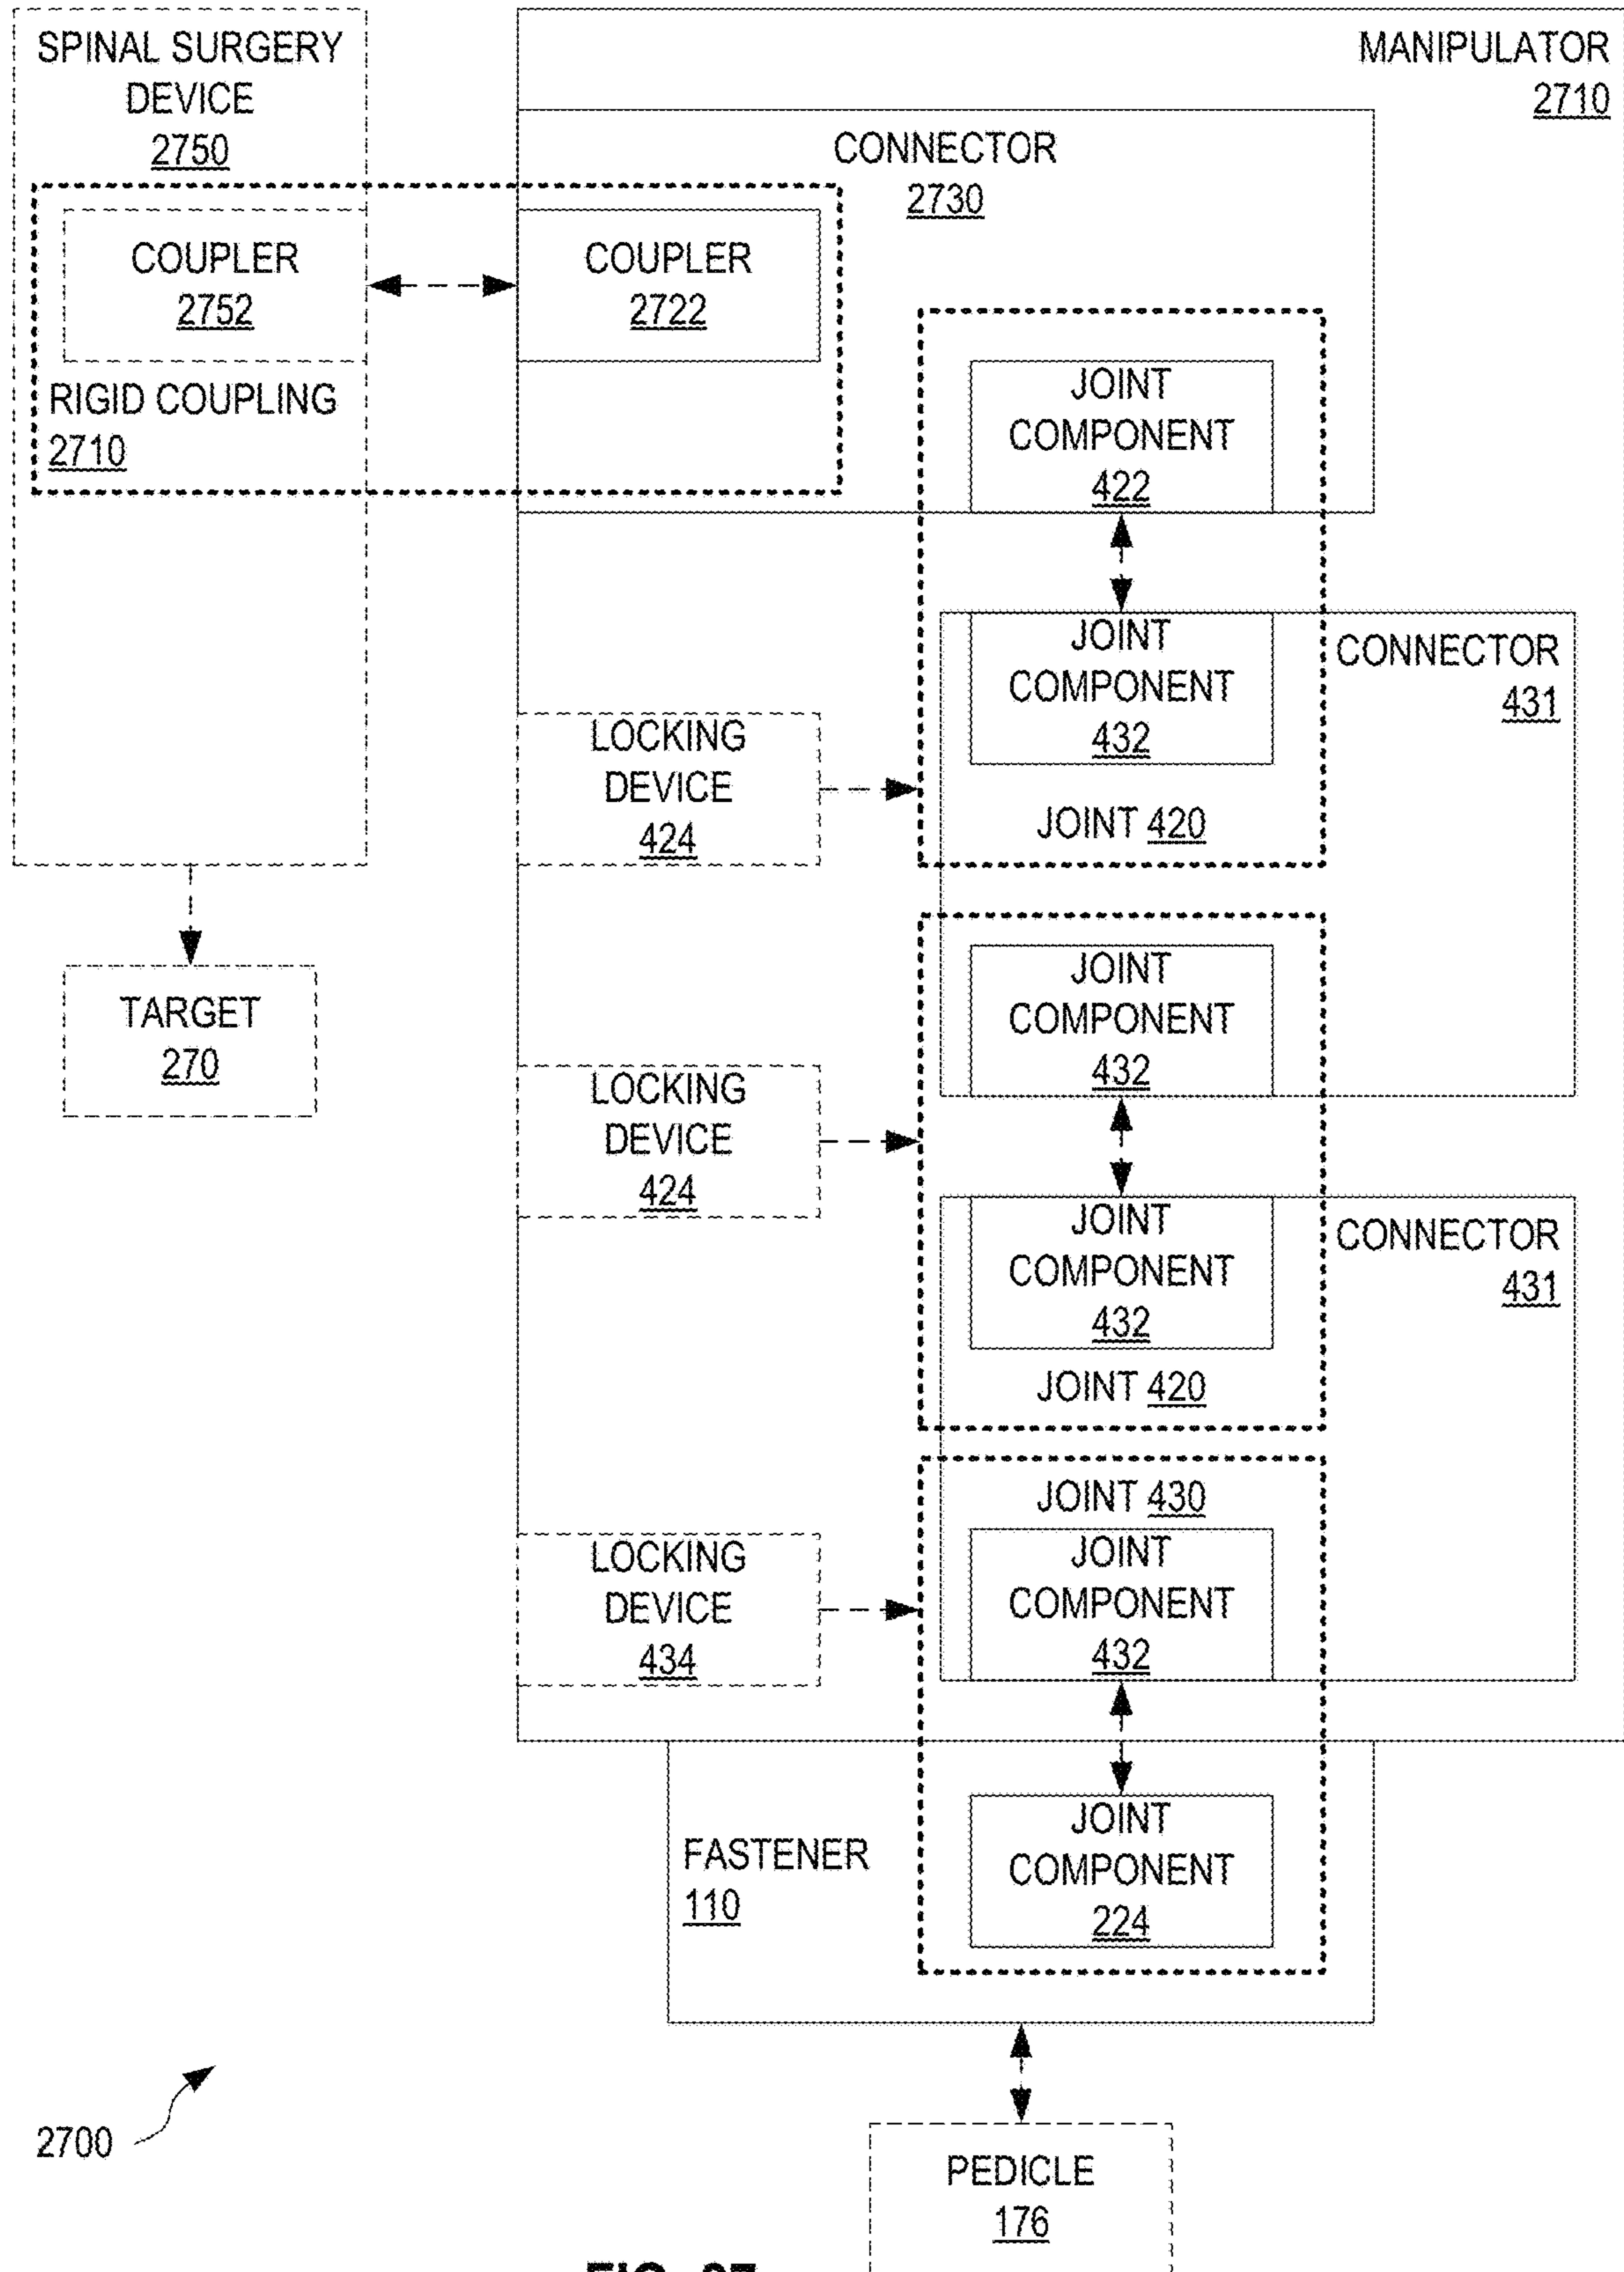 SPINAL SURGERY
DEVICE
2750
MANIPULATOR
2710
CONNECTOR
2730
COUPLER
2752
COUPLER
2722
RIGID COUPLING
2710
JOINT
COMPONENT
422
JOINT
COMPONENT
432
CONNECTOR
431
LOCKING
DEVICE
424
JOINT 420
TARGET
270
JOINT
COMPONENT
432
LOCKING
DEVICE
424
JOINT
COMPONENT
432
CONNECTOR
431
JOINT 420
JOINT 430
LOCKING
DEVICE
434
JOINT
COMPONENT
432
FASTENER
110
JOINT
COMPONENT
224
2700
PEDICLE
176